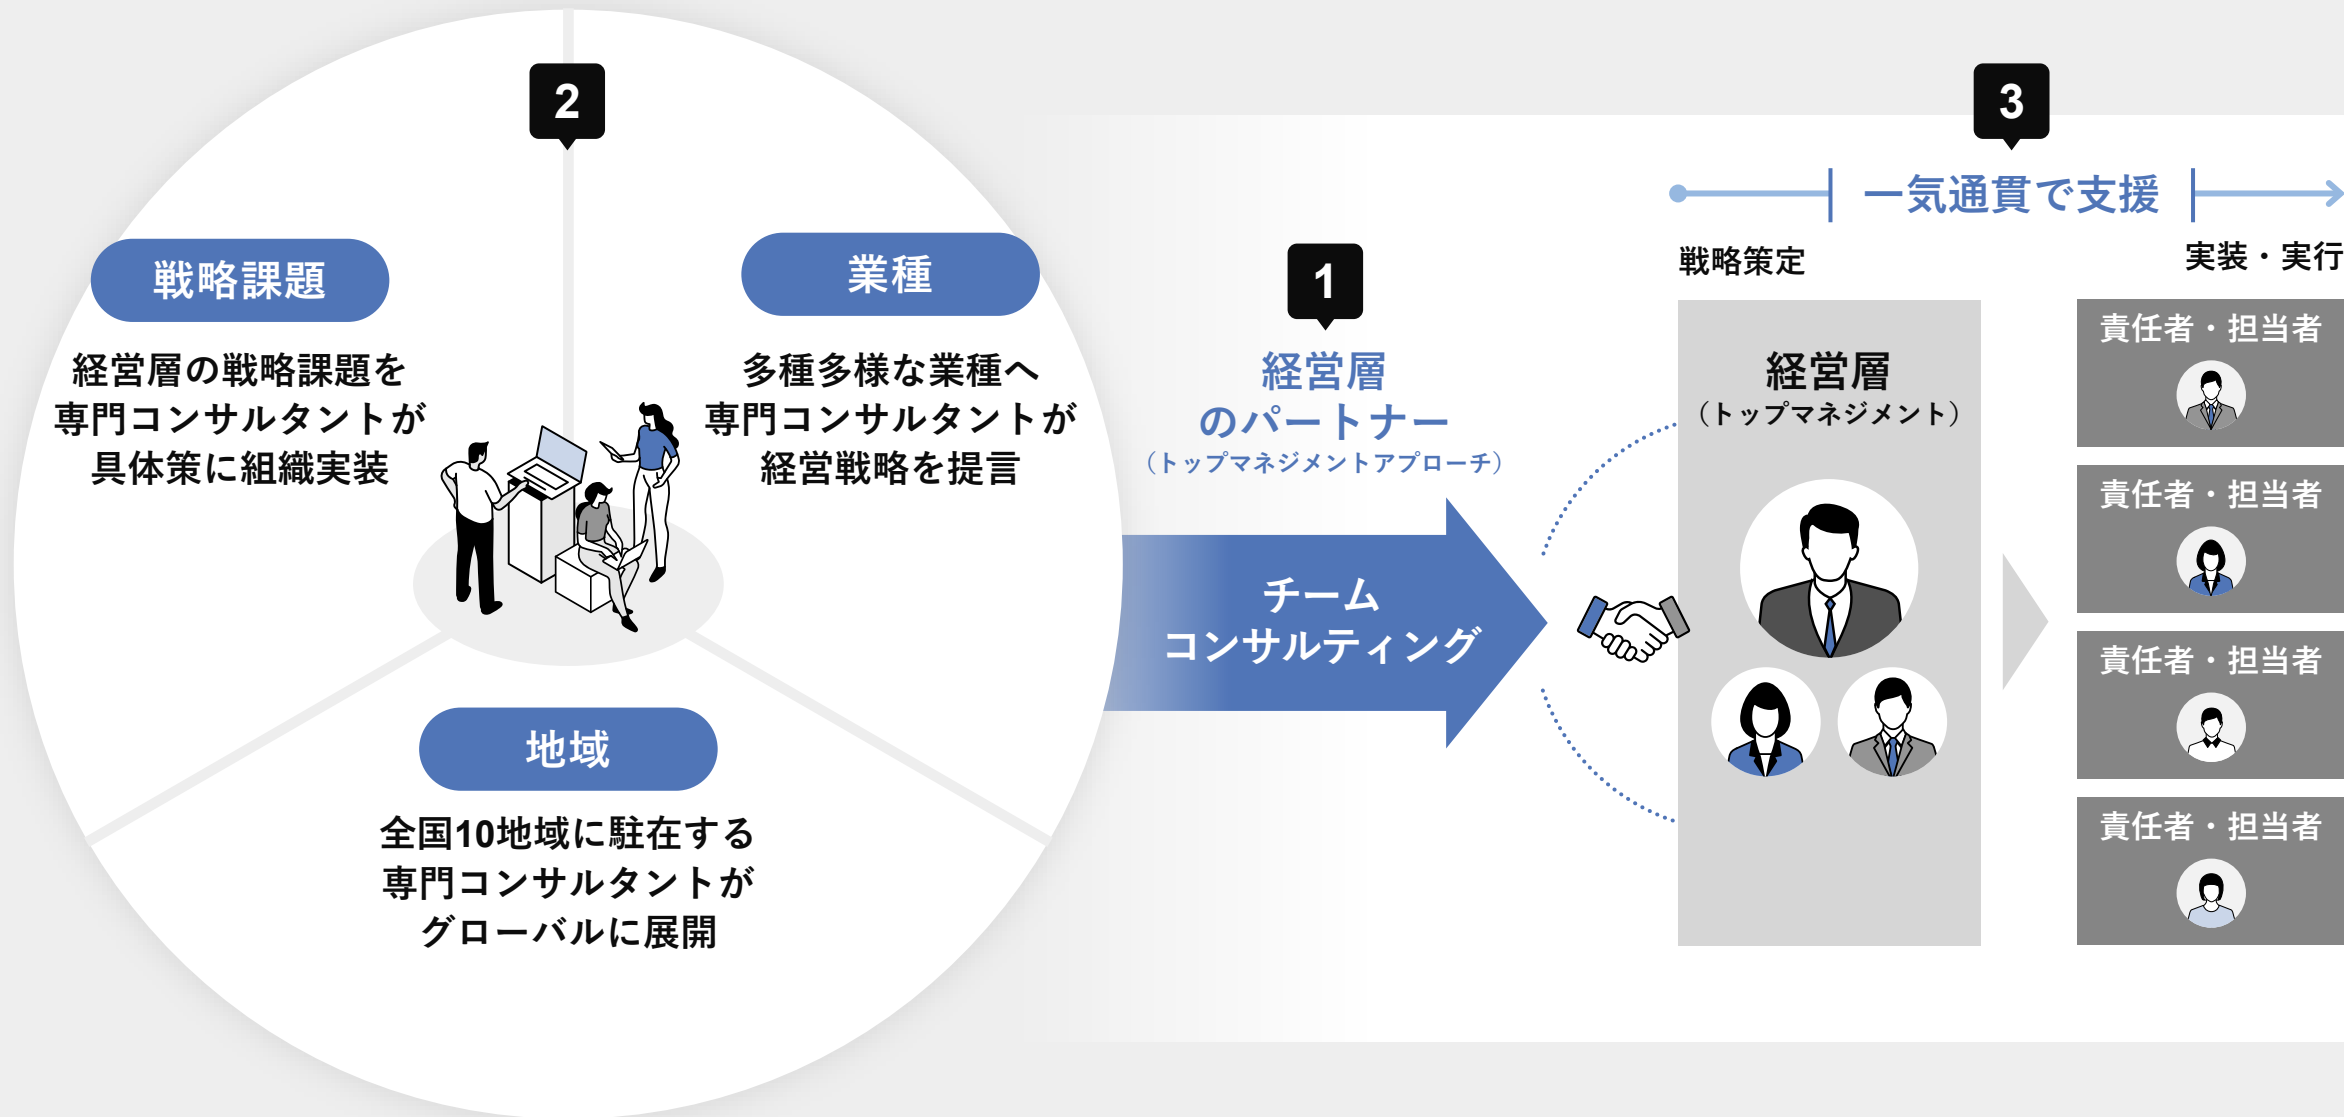 2
戦略課題
経営層の戦略課題を
専門コンサルタントが
具体策に組織実装
業種
多種多様な業種へ
専門コンサルタントが
経営戦略を提言
地域
全国10地域に駐在する
専門コンサルタントが
グローバルに展開
1
経営層
のパートナー
（トップマネジメントアプローチ）
チーム
コンサルティング
3
一気通貫で支援
戦略策定
実装・実行
経営層
（トップマネジメント）
責任者・担当者
責任者・担当者
責任者・担当者
責任者・担当者